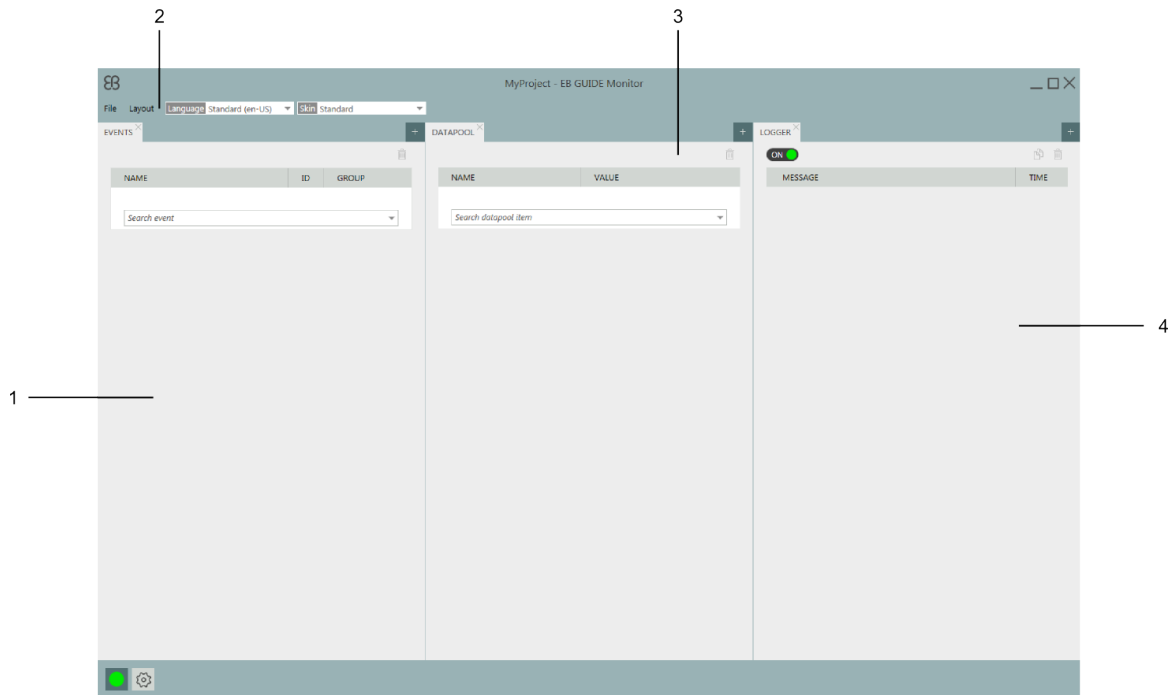 2
3
MyProject - EB GUIDE Monitor
File Layout Language Standard (en-US) Skin Standard
EVENTS
+
DATAPOOL
+
LOGGER
+
ON
NAME ID GROUP
NAME VALUE
MESSAGE TIME
Search event
Search datapool item
4
1